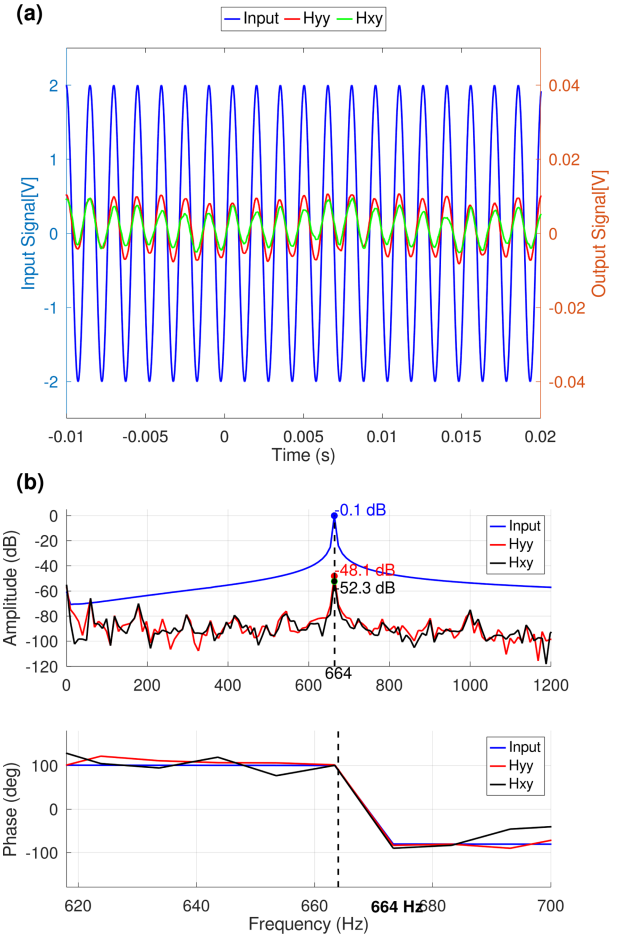 (a)
Input Hyy Hxy
2
1
0
-1
-2
Input Signal[V]
0.04
0.02
0
-0.02
-0.04
Output Signal[V]
-0.01 -0.005 0 0.005 0.01 0.015 0.02
Time (s)
(b)
0
-20
-40
-60
-80
-100
-120
Amplitude (dB)
-0.1 dB
-48.1 dB
-52.3 dB
Input
Hyy
Hxy
664
0 200 400 600 800 1000 1200
100
0
-100
Phase (deg)
Input
Hyy
Hxy
620 640 660 680 700
664 Hz
Frequency (Hz)